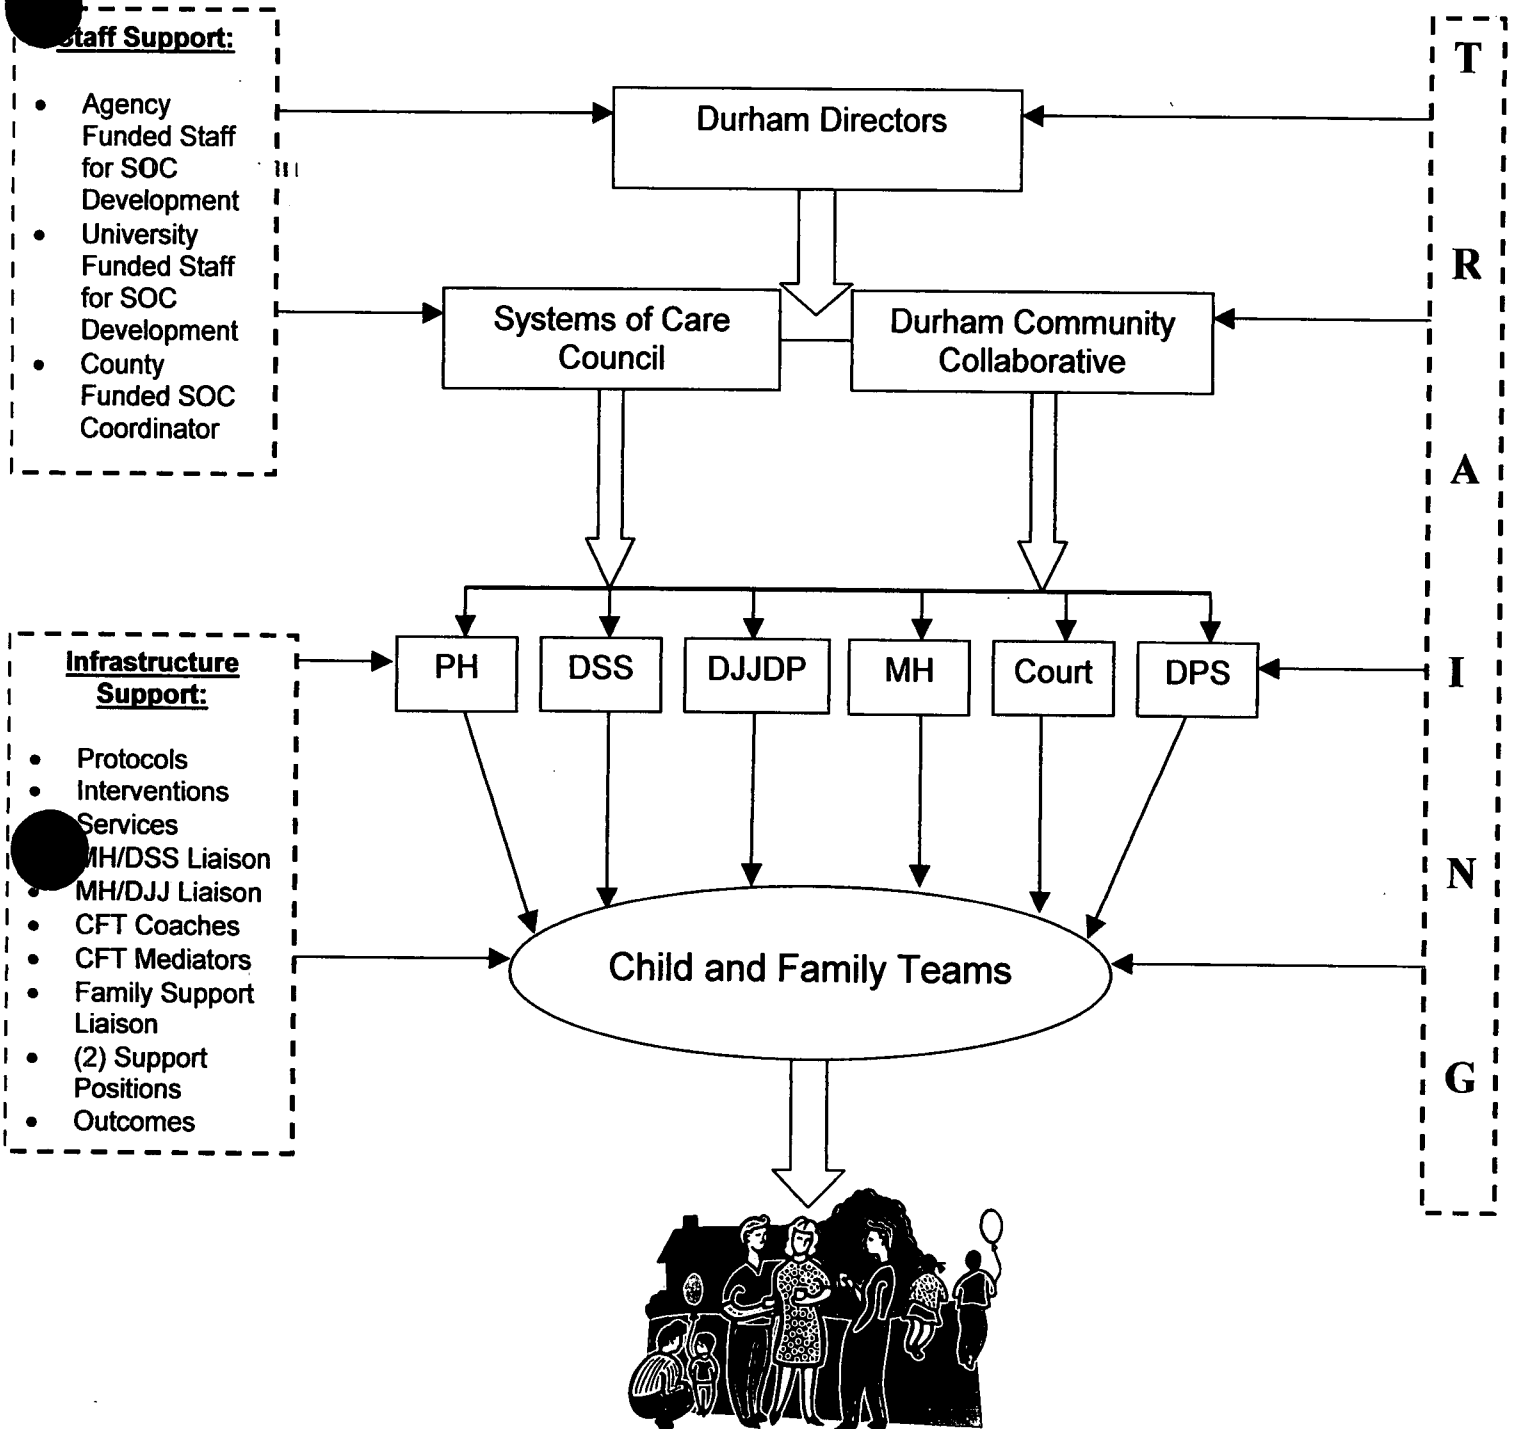 Staff Support:
• Agency
Funded Staff
for SOC
Development
• University
Funded Staff
for SOC
Development
• County
Funded SOC
Coordinator
Durham Directors
Systems of Care
Council
Durham Community
Collaborative
Infrastructure
Support:
• Protocols
• Interventions
Services
MH/DSS Liaison
• MH/DJJ Liaison
• CFT Coaches
• CFT Mediators
• Family Support
Liaison
• (2) Support
Positions
• Outcomes
PH
DSS
DJJDP
MH
Court
DPS
Child and Family Teams
T
R
A
I
N
G